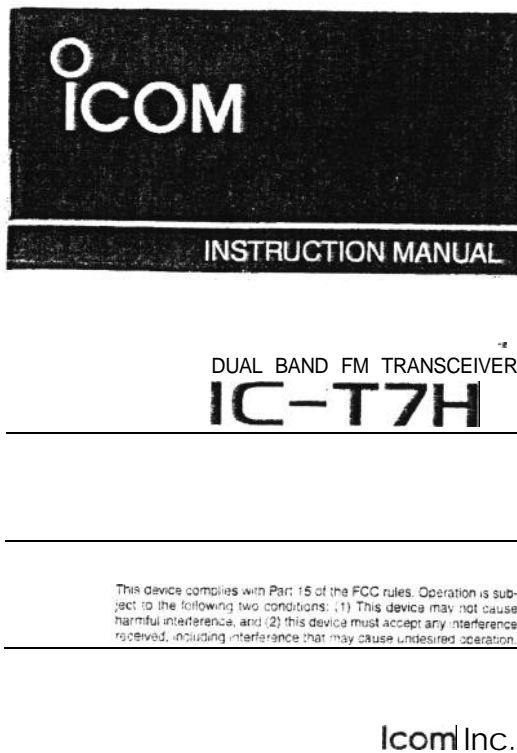 iCOM
INSTRUCTION MANUAL
DUAL BAND FM TRANSCEIVER
IC-T7H
This device complies with Part 15 of the FCC rules. Operation is sub-
ject to the following two conditions: (1) This device may not cause
harmful interference, and (2) this device must accept any interference
received, including interference that may cause undesired operation.
Icom Inc.